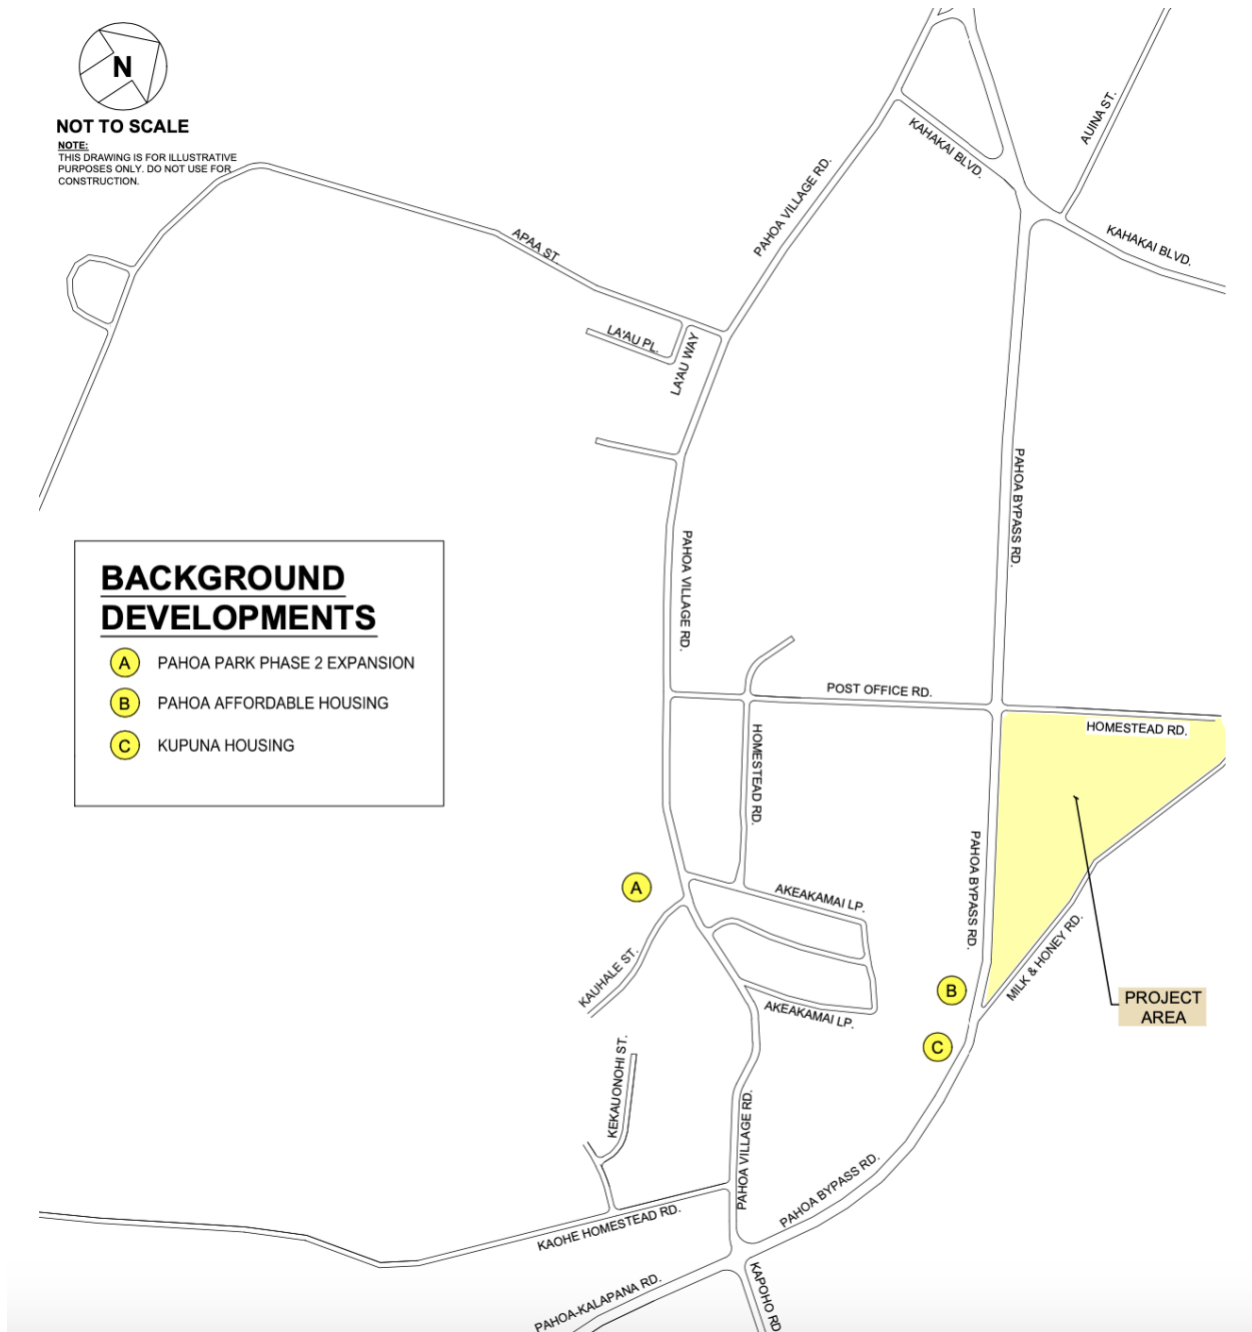 N
NOT TO SCALE
NOTE:
THIS DRAWING IS FOR ILLUSTRATIVE
PURPOSES ONLY. DO NOT USE FOR
CONSTRUCTION.
AUINA ST.
KAHAKAI BLVD.
PAHOA VILLAGE RD.
KAHAKAI BLVD.
APAA ST.
LA'AU PL.
LA'AU WAY
PAHOA BYPASS RD.
PAHOA VILLAGE RD.
BACKGROUND
DEVELOPMENTS
A PAHOA PARK PHASE 2 EXPANSION
B PAHOA AFFORDABLE HOUSING
C KUPUNA HOUSING
POST OFFICE RD.
HOMESTEAD RD.
HOMESTEAD RD.
PAHOA BYPASS RD.
A
AKEAKAMAI LP.
KAUHALE ST.
MILK & HONEY RD.
B
PROJECT
AREA
AKEAKAMAI LP.
C
KEKAUONOHI ST.
PAHOA VILLAGE RD.
PAHOA BYPASS RD.
KAOHE HOMESTEAD RD.
PAHOA-KALAPANA RD.
KAPOHO RD